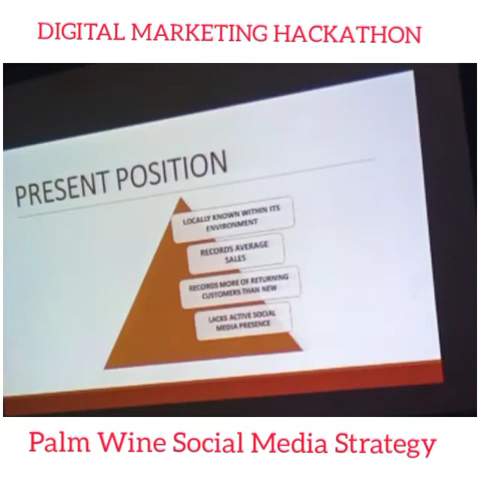 DIGITAL MARKETING HACKATHON
PRESENT POSITION
LOCALLY KNOWN WITHIN ITS
ENVIRONMENT
RECORDS AVERAGE
SALES
RECORDS MORE OF RETURNING
CUSTOMERS THAN NEW
LACKS ACTIVE SOCIAL
MEDIA PRESENCE
Palm Wine Social Media Strategy